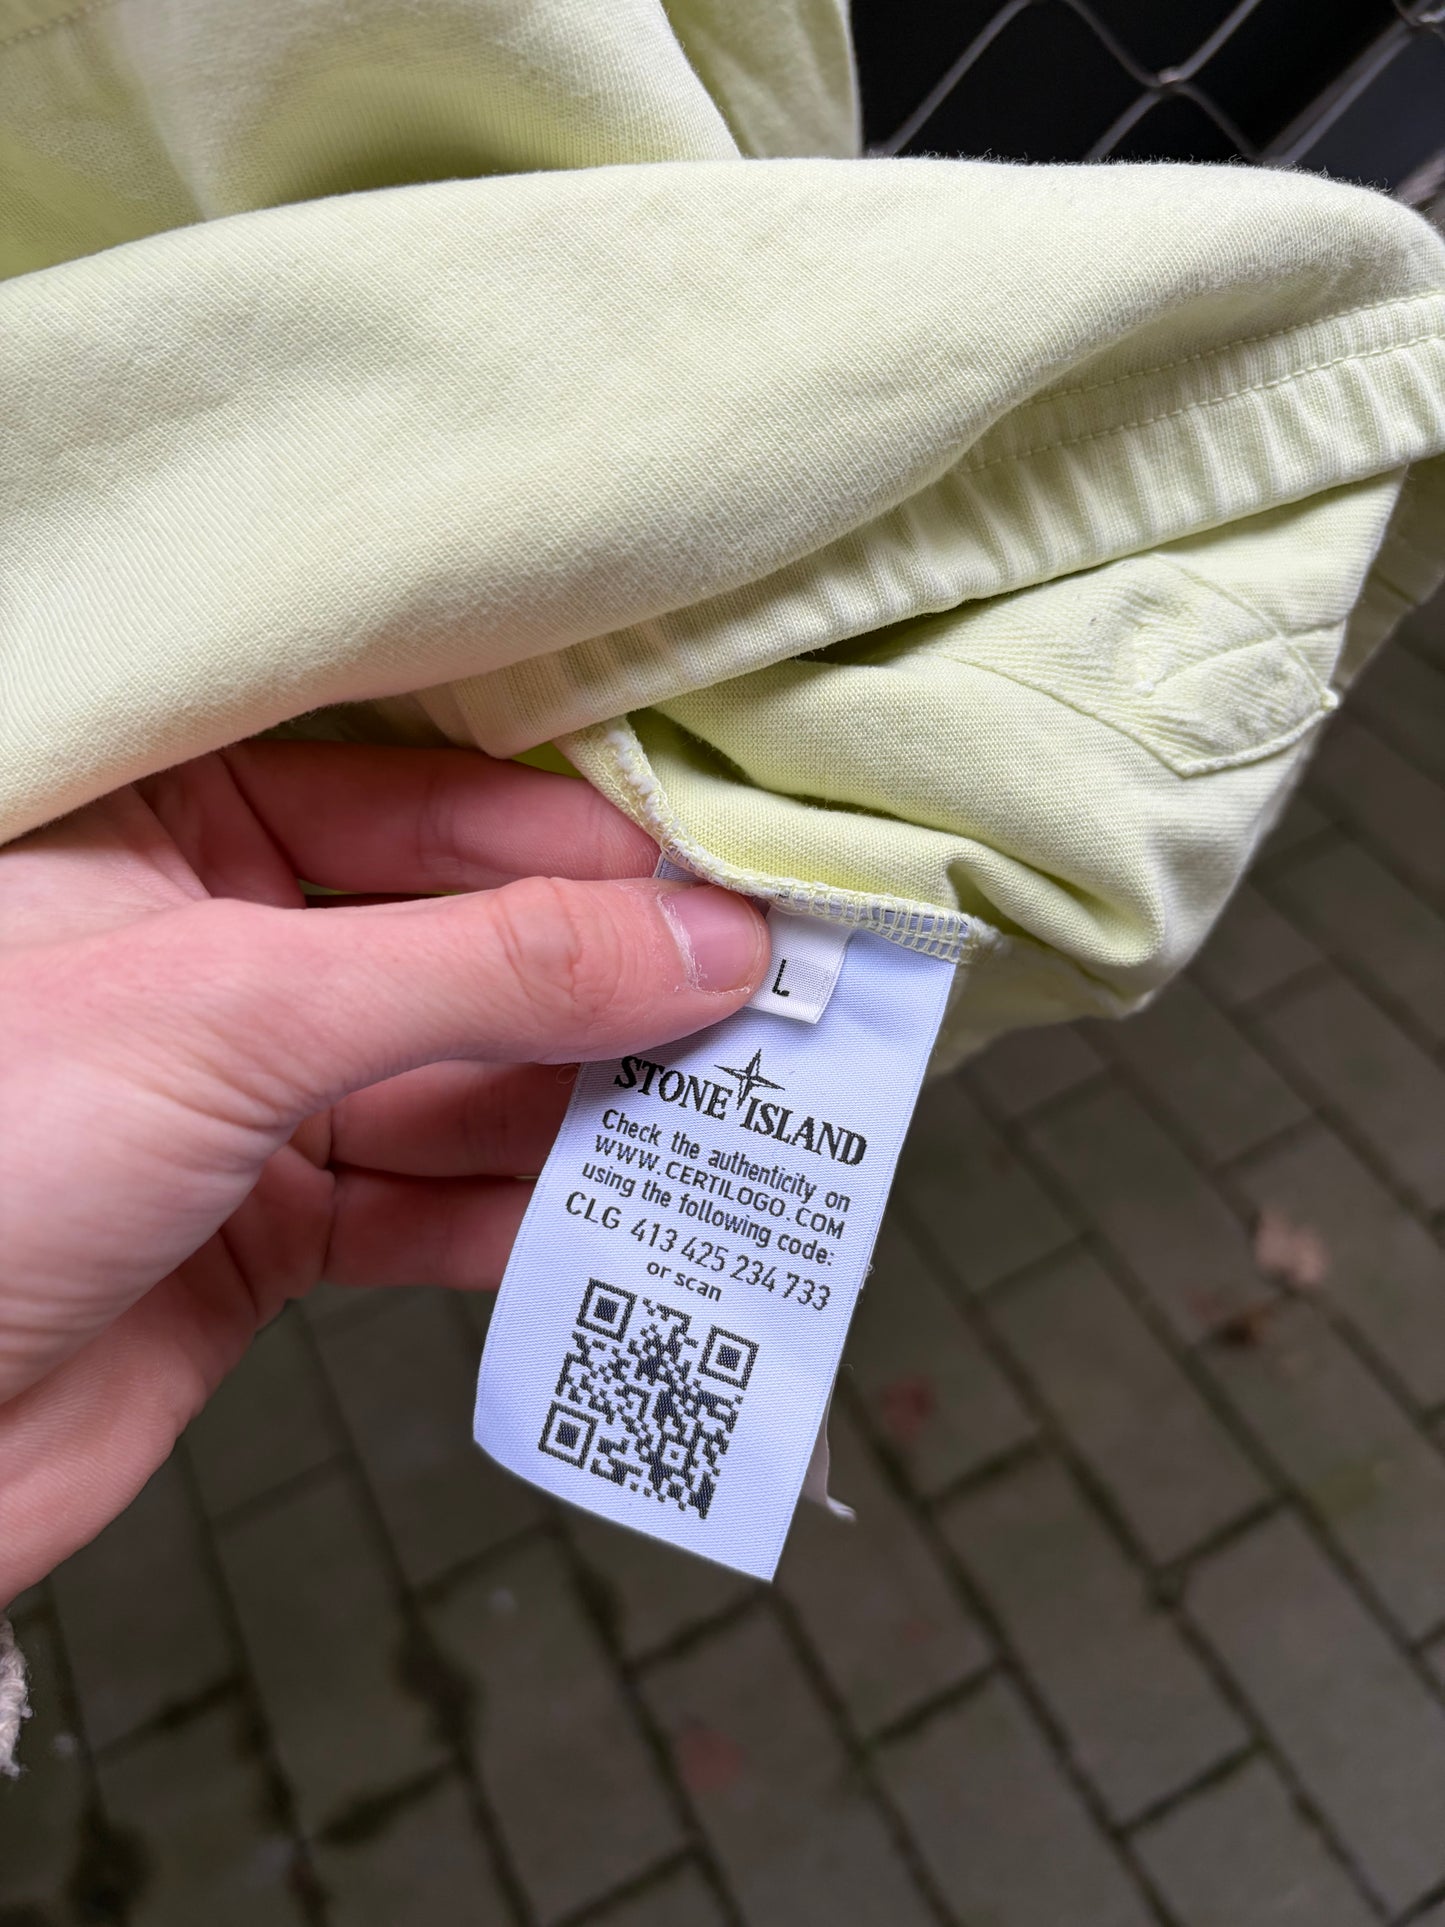 L
STONE ISLAND
Check the authenticity on
WWW.CERTILOGO.COM
using the following code:
CLG 413 425 234 733
or scan